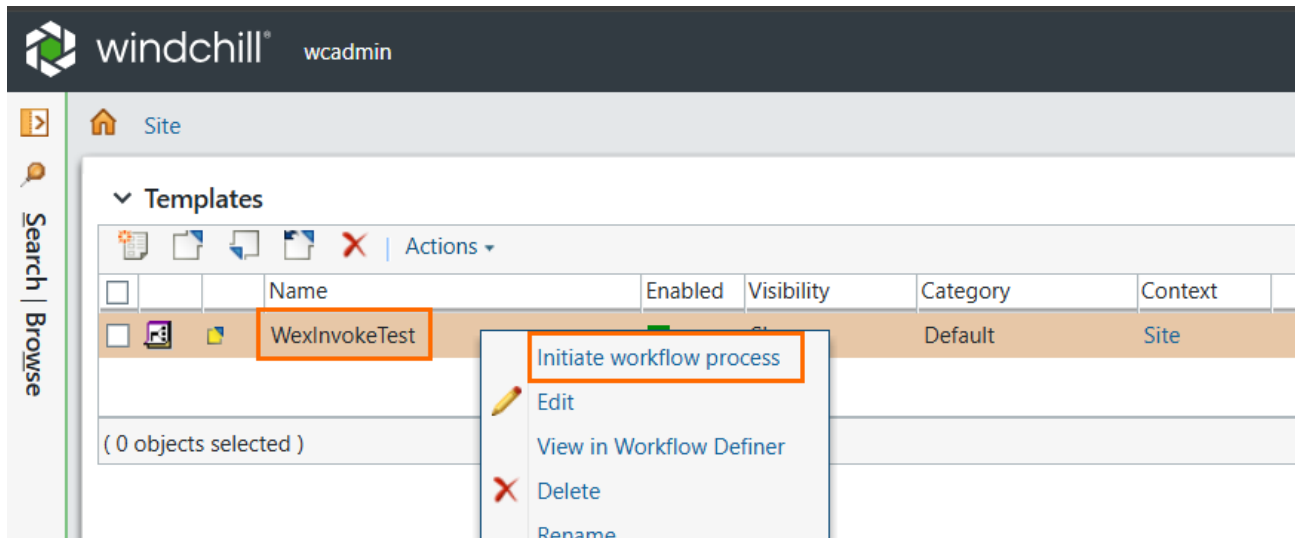 windchill® wcadmin
Site
Search | Browse
Templates
Actions
Name Enabled Visibility Category Context
WexInvokeTest Default Site
Initiate workflow process
Edit
( 0 objects selected )
View in Workflow Definer
Delete
Rename